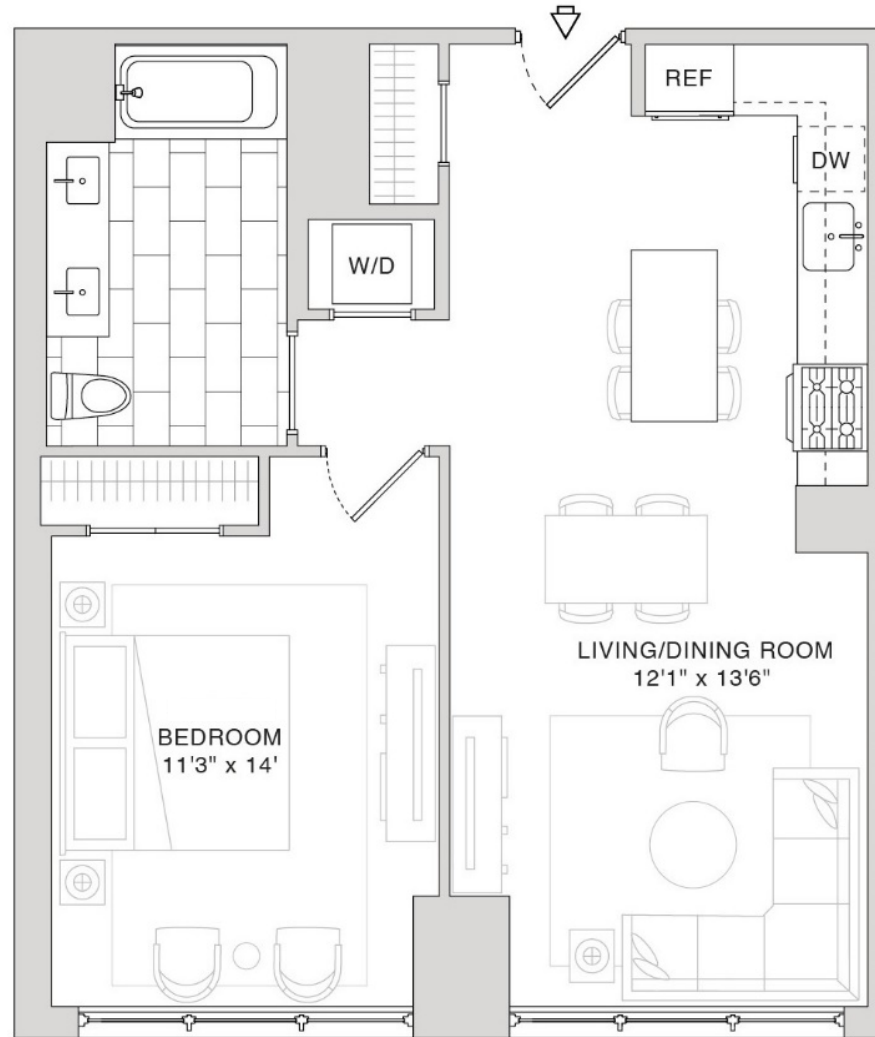 REF
DW
W/D
LIVING/DINING ROOM
12'1" x 13'6"
BEDROOM
11'3" x 14'